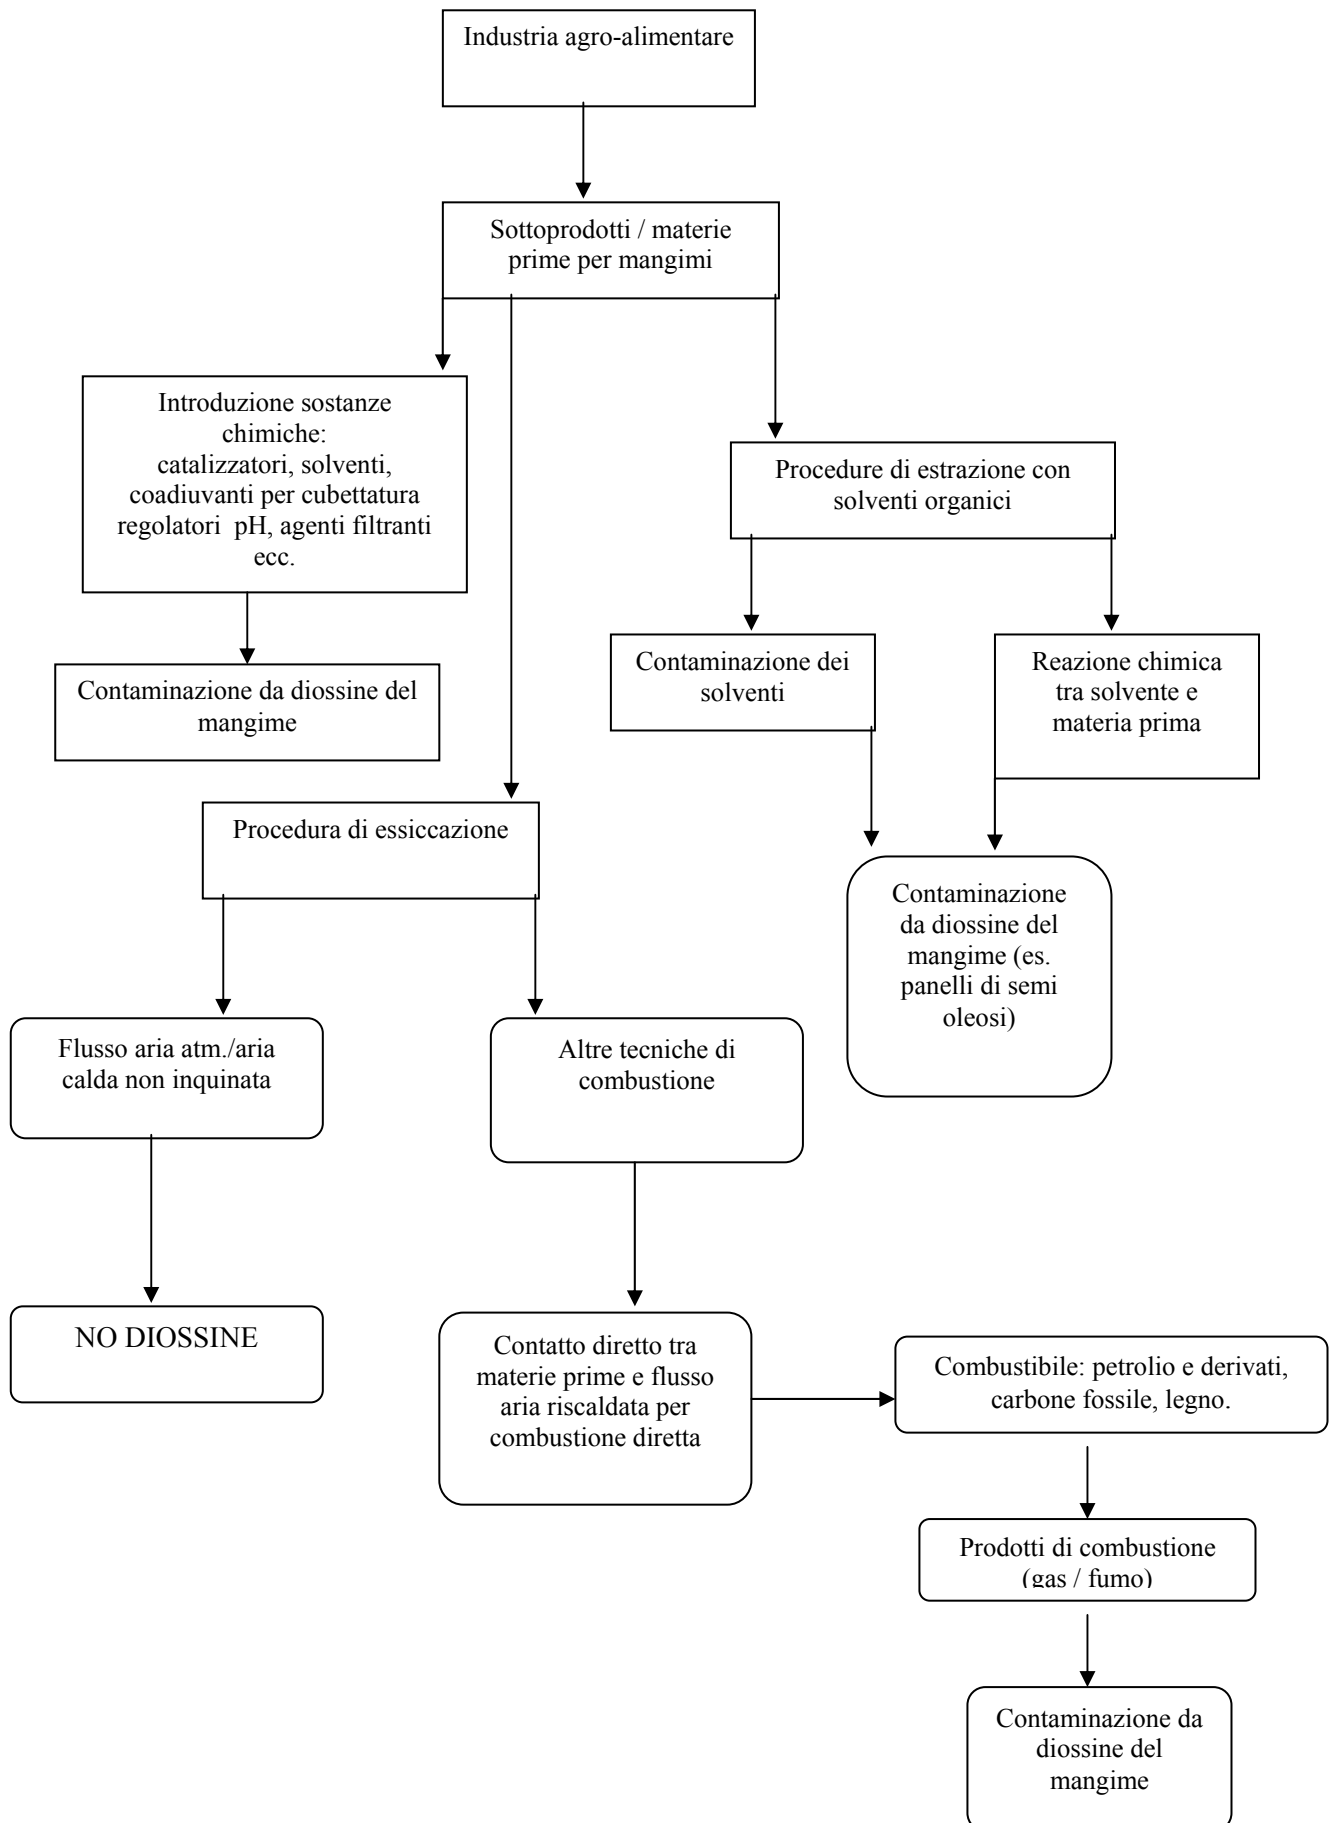 Industria agro-alimentare
Sottoprodotti / materie
prime per mangimi
Introduzione sostanze
chimiche:
catalizzatori, solventi,
coadiuvanti per cubettatura
regolatori  pH, agenti filtranti
ecc.
Procedure di estrazione con
solventi organici
Contaminazione dei
solventi
Reazione chimica
tra solvente e
materia prima
Contaminazione da diossine del
mangime
Procedura di essiccazione
Contaminazione
da diossine del
mangime (es.
panelli di semi
oleosi)
Flusso aria atm./aria
calda non inquinata
Altre tecniche di
combustione
NO DIOSSINE
Contatto diretto tra
materie prime e flusso
aria riscaldata per
combustione diretta
Combustibile: petrolio e derivati,
carbone fossile, legno.
Prodotti di combustione
(gas / fumo)
Contaminazione da
diossine del
mangime